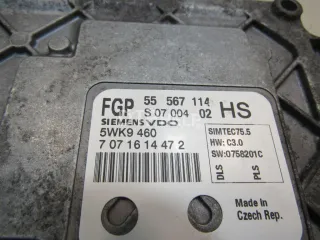 FGP 55 567 114
S 07 004 02 HS
SIEMENS VDO
5WK9 460
7 07 16 14 47 2
SIMTEC75.5
HW: C3.0
SW:0758201C
DLS
PLS
Made in
Czech Rep.